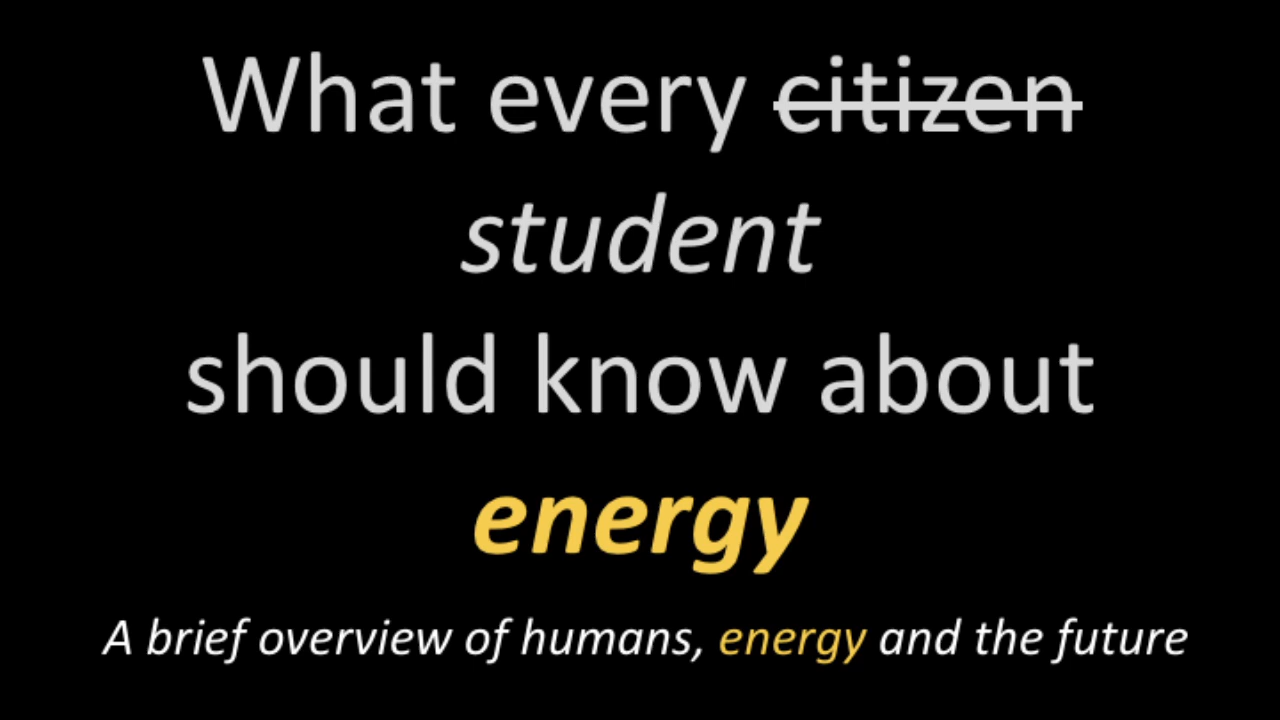 What every citizen
student
should know about
energy
A brief overview of humans, energy and the future